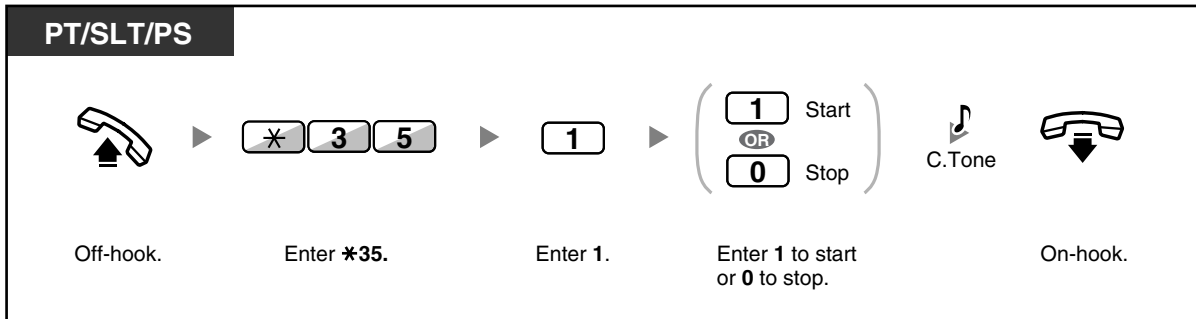 PT/SLT/PS
* 3 5
1
1 Start
OR
0 Stop
C.Tone
Off-hook.
Enter *35.
Enter 1.
Enter 1 to start
or 0 to stop.
On-hook.